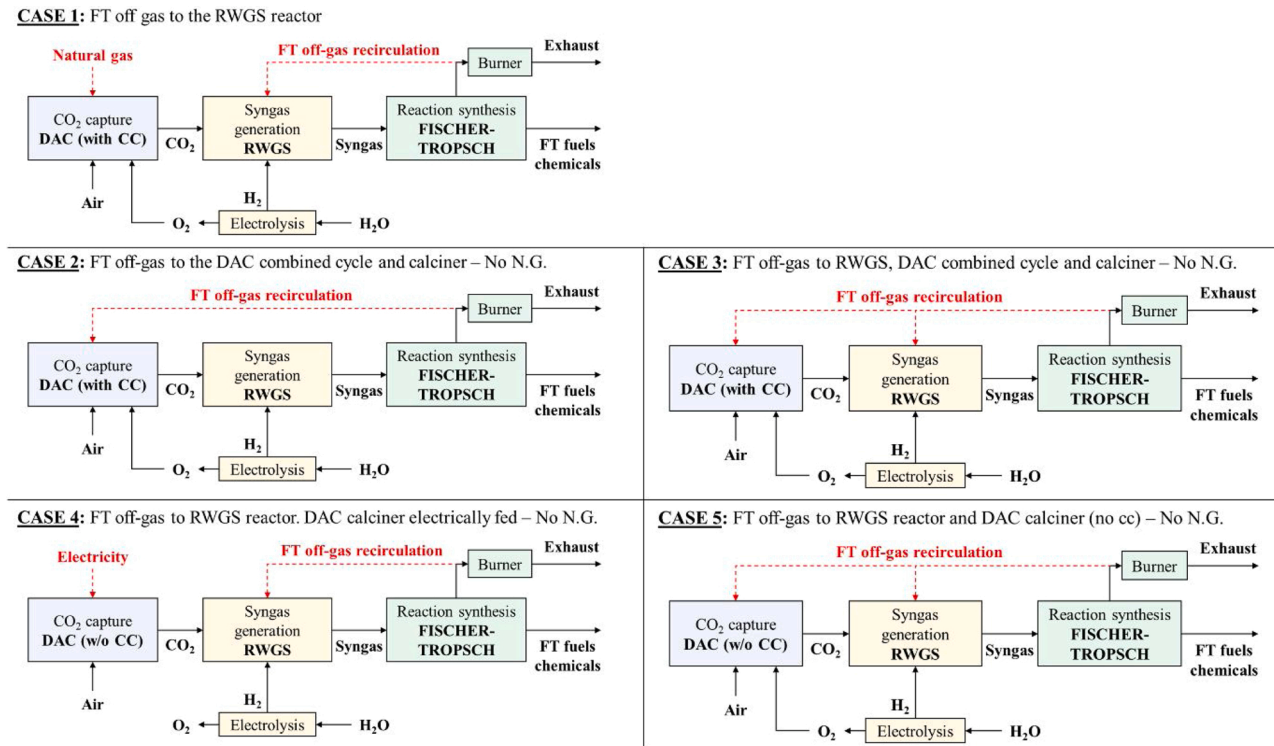 CASE 1: FT off gas to the RWGS reactor
Natural gas
FT off-gas recirculation
Burner
Exhaust
CO₂ capture
DAC (with CC)
CO₂
Syngas
generation
RWGS
Syngas
Reaction synthesis
FISCHER-
TROPSCH
FT fuels
chemicals
Air
O₂
H₂
Electrolysis
H₂O
CASE 2: FT off-gas to the DAC combined cycle and calciner – No N.G.
FT off-gas recirculation
Burner
Exhaust
CO₂ capture
DAC (with CC)
CO₂
Syngas
generation
RWGS
Syngas
Reaction synthesis
FISCHER-
TROPSCH
FT fuels
chemicals
Air
O₂
H₂
Electrolysis
H₂O
CASE 3: FT off-gas to RWGS, DAC combined cycle and calciner – No N.G.
FT off-gas recirculation
Burner
Exhaust
CO₂ capture
DAC (with CC)
CO₂
Syngas
generation
RWGS
Syngas
Reaction synthesis
FISCHER-
TROPSCH
FT fuels
chemicals
Air
O₂
H₂
Electrolysis
H₂O
CASE 4: FT off-gas to RWGS reactor. DAC calciner electrically fed – No N.G.
Electricity
FT off-gas recirculation
Burner
Exhaust
CO₂ capture
DAC (w/o CC)
CO₂
Syngas
generation
RWGS
Syngas
Reaction synthesis
FISCHER-
TROPSCH
FT fuels
chemicals
Air
O₂
H₂
Electrolysis
H₂O
CASE 5: FT off-gas to RWGS reactor and DAC calciner (no cc) – No N.G.
FT off-gas recirculation
Burner
Exhaust
CO₂ capture
DAC (w/o CC)
CO₂
Syngas
generation
RWGS
Syngas
Reaction synthesis
FISCHER-
TROPSCH
FT fuels
chemicals
Air
O₂
H₂
Electrolysis
H₂O